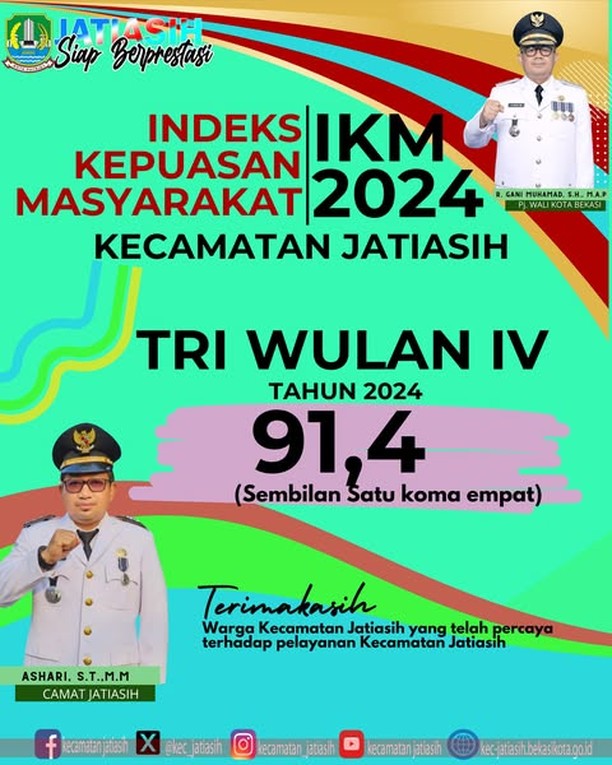 JATIASIH
Siap Berprestasi
INDEKS
KEPUASAN
MASYARAKAT
IKM
2024
KECAMATAN JATIASIH
R. GANI MUHAMAD, S.H., M.A.P
Pj. WALI KOTA BEKASI
TRI WULAN IV
TAHUN 2024
91,4
(Sembilan Satu koma empat)
Terimakasih
Warga Kecamatan Jatiasih yang telah percaya
terhadap pelayanan Kecamatan Jatiasih
ASHARI, S.T.,M.M
CAMAT JATIASIH
kecamatan jatiasih
@kec_jatiasih
kecamatan_jatiasih
kecamatan jatiasih
kec-jatiasih.bekasikota.go.id